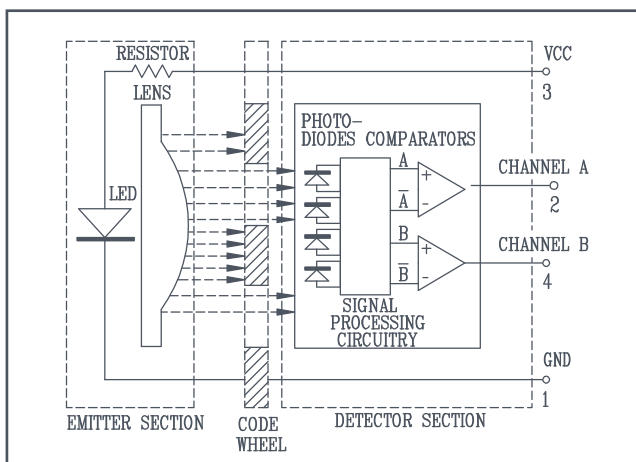 RESISTOR
LENS
LED
PHOTO-
DIODES COMPARATORS
A
A̅
B
B̅
+
-
+
-
SIGNAL
PROCESSING
CIRCUITRY
VCC
3
CHANNEL A
2
CHANNEL B
4
GND
1
EMITTER SECTION
CODE
WHEEL
DETECTOR SECTION